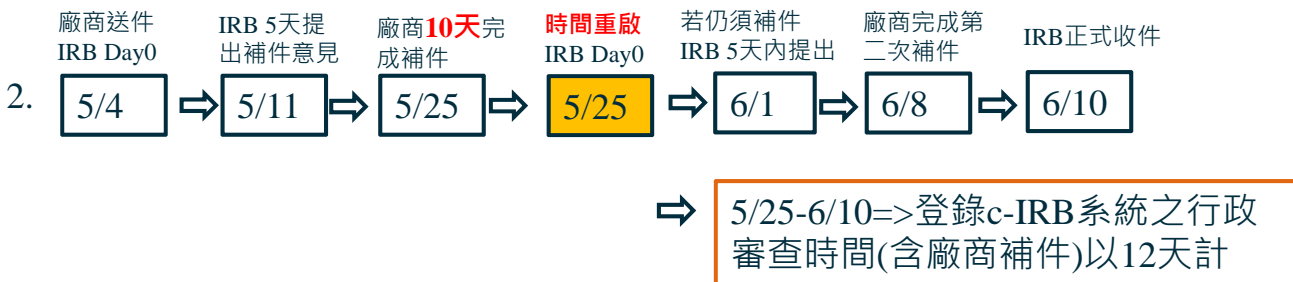 廠商送件
IRB Day0
IRB 5天提
出補件意見
廠商10天完
成補件
時間重啟
IRB Day0
若仍須補件
IRB 5天內提出
廠商完成第
二次補件
IRB正式收件
2.
5/4
5/11
5/25
5/25
6/1
6/8
6/10
5/25-6/10=>登錄c-IRB系統之行政
審查時間(含廠商補件)以12天計